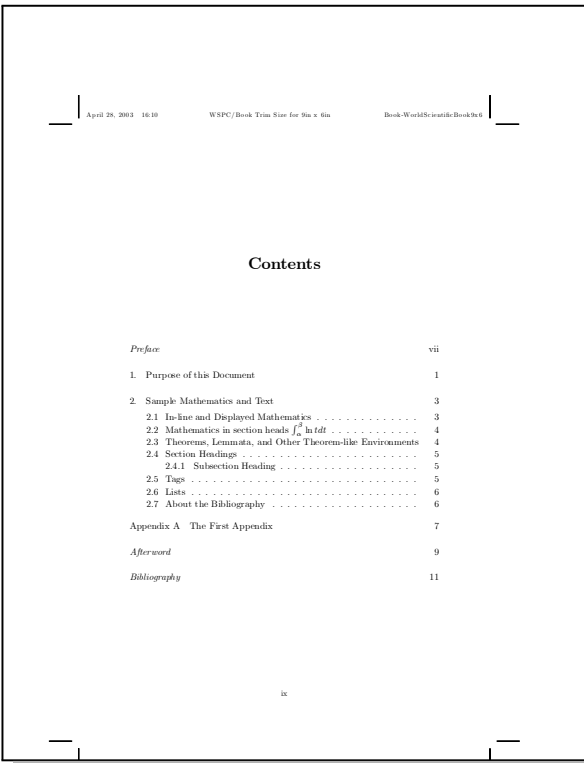 April 28, 2003 16:10 WSPC/Book Trim Size for 9in x 6in Book-WorldScientificBook9x6
Contents
Preface vii
1. Purpose of this Document 1
2. Sample Mathematics and Text 3
2.1 In-line and Displayed Mathematics . . . . . . . . . . . . . . 3
2.2 Mathematics in section heads ∫αβ ln tdt . . . . . . . . . . . . 4
2.3 Theorems, Lemmata, and Other Theorem-like Environments 4
2.4 Section Headings . . . . . . . . . . . . . . . . . . . . . . . . 5
2.4.1 Subsection Heading . . . . . . . . . . . . . . . . . . . 5
2.5 Tags . . . . . . . . . . . . . . . . . . . . . . . . . . . . . . . 5
2.6 Lists . . . . . . . . . . . . . . . . . . . . . . . . . . . . . . . 6
2.7 About the Bibliography . . . . . . . . . . . . . . . . . . . . 6
Appendix A The First Appendix 7
Afterword 9
Bibliography 11
ix